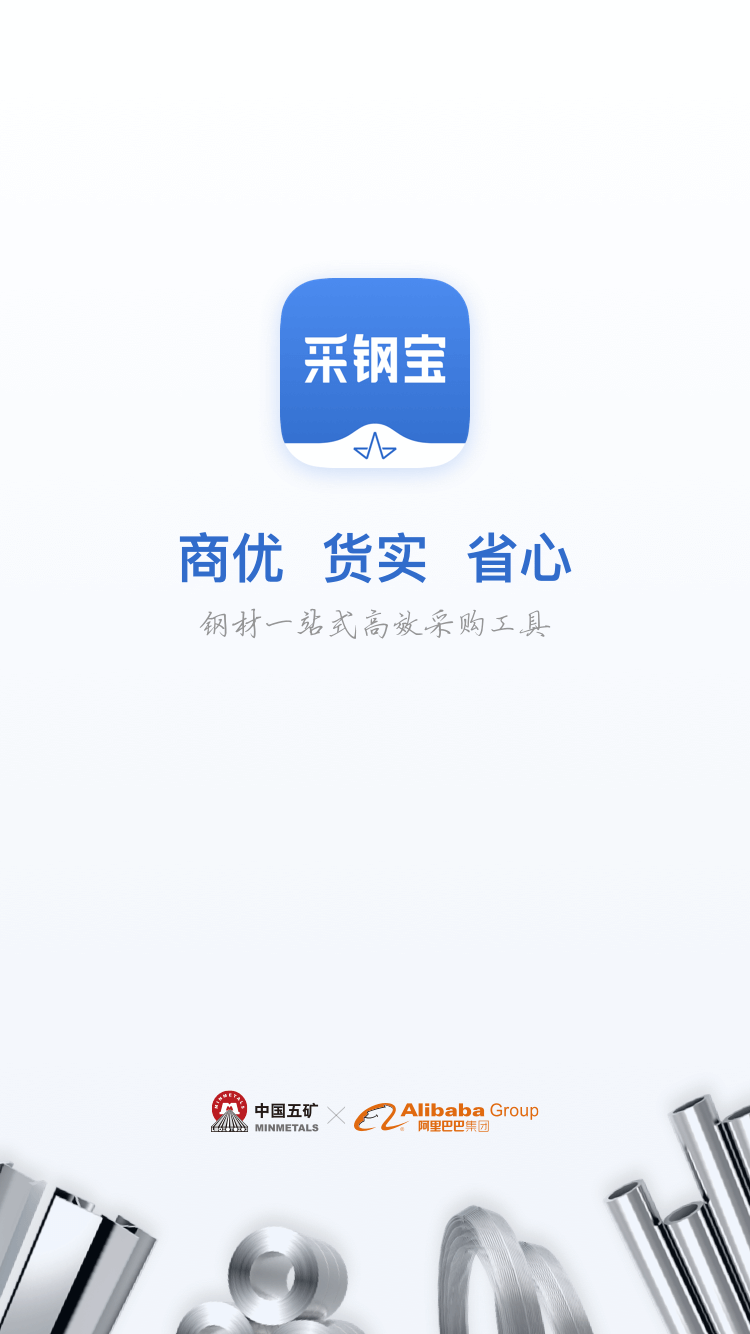 采钢宝
商优 货实 省心
钢材一站式高效采购工具
MINMETALS
中国五矿
MINMETALS
Alibaba Group
阿里巴巴集团